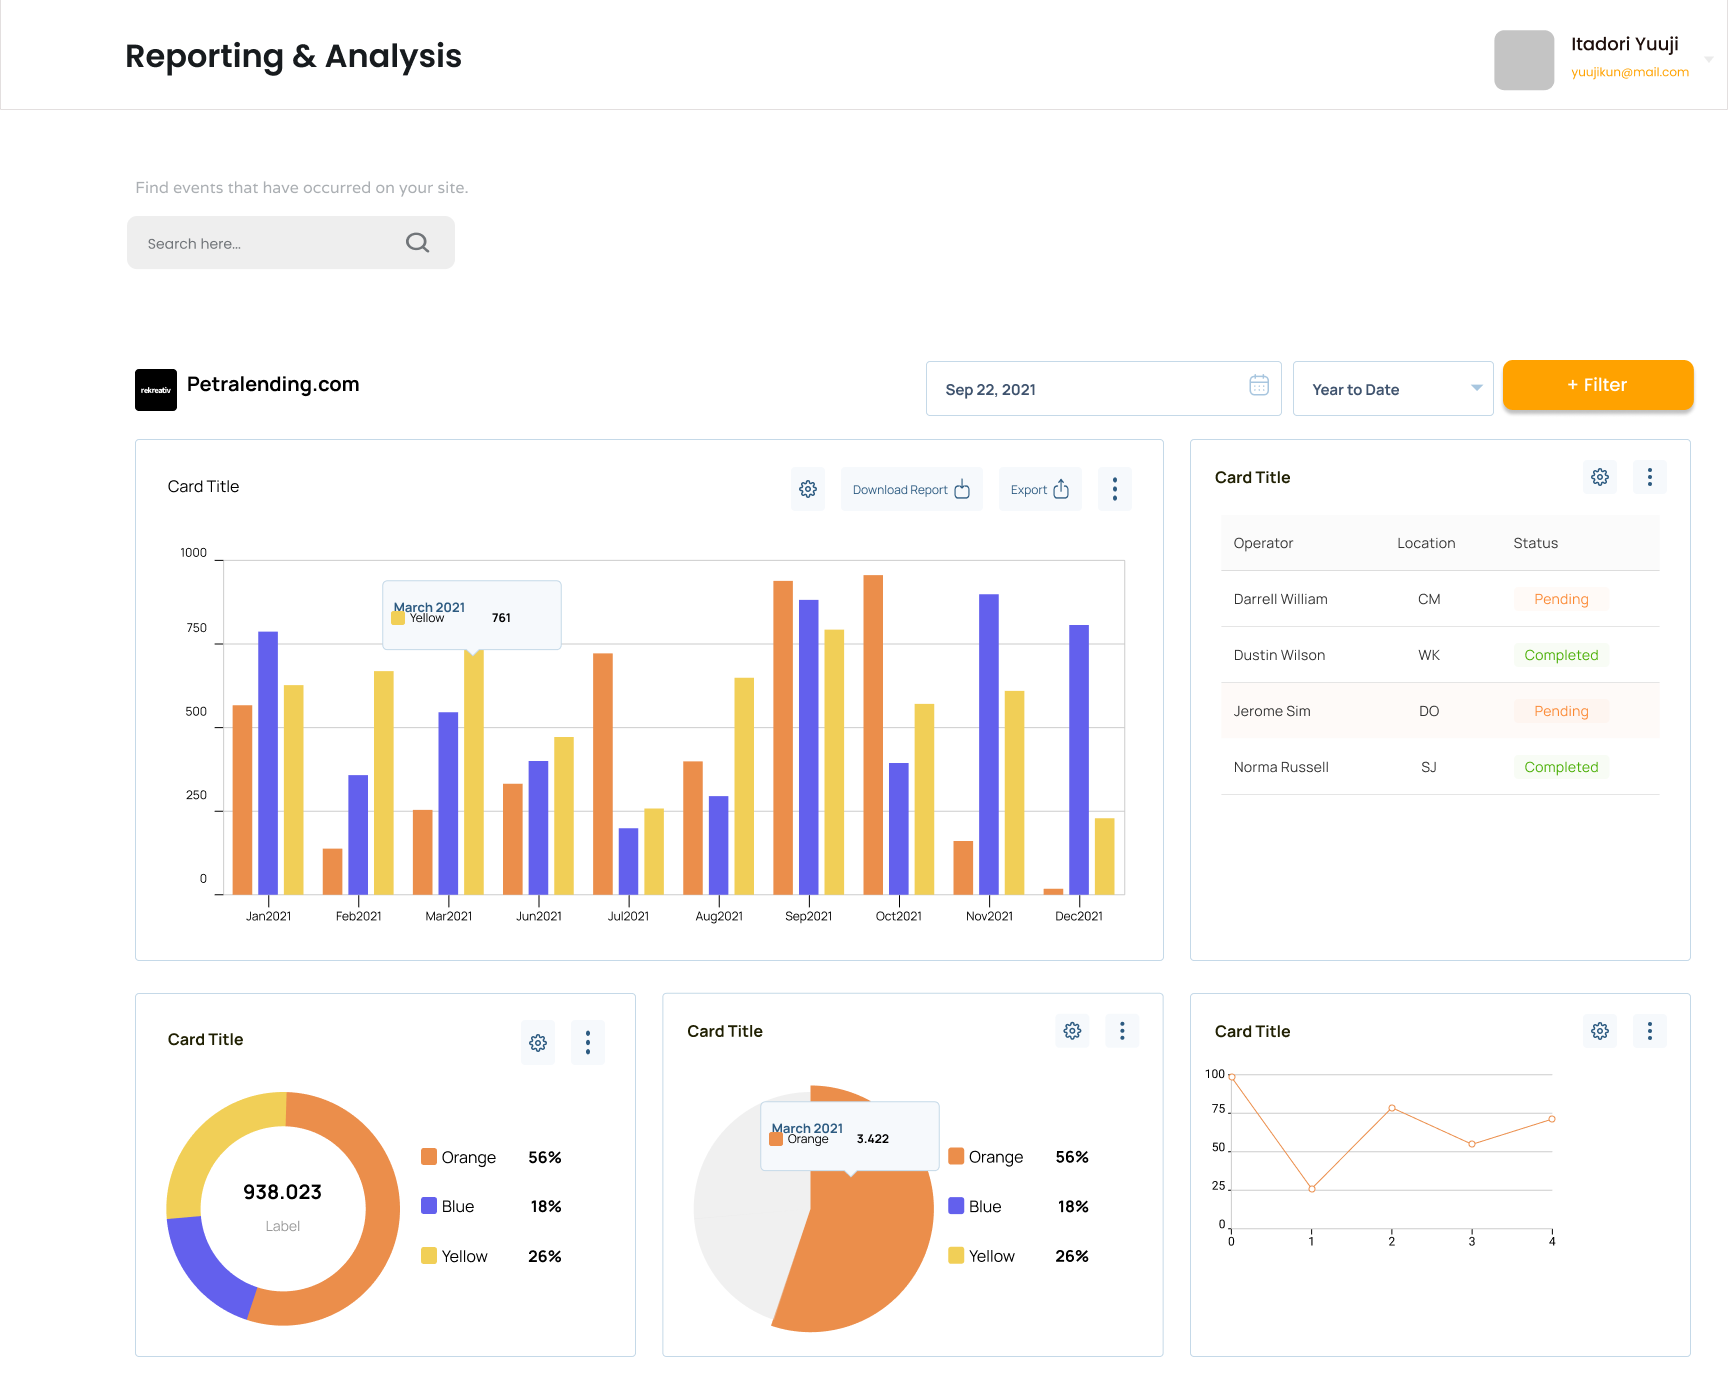 Reporting & Analysis
Itadori Yuuji
yuujikun@mail.com
Find events that have occurred on your site.
Search here...
rekreativ
Petralending.com
Sep 22, 2021
Year to Date
+ Filter
Card Title
Download Report
Export
1000
750
500
250
0
March 2021
Yellow 761
Jan2021 Feb2021 Mar2021 Jun2021 Jul2021 Aug2021 Sep2021 Oct2021 Nov2021 Dec2021
Card Title
Operator Location Status
Darrell William CM Pending
Dustin Wilson WK Completed
Jerome Sim DO Pending
Norma Russell SJ Completed
Card Title
938.023
Label
Orange 56%
Blue 18%
Yellow 26%
Card Title
March 2021
Orange 3.422
Orange 56%
Blue 18%
Yellow 26%
Card Title
100
75
50
25
0
0 1 2 3 4